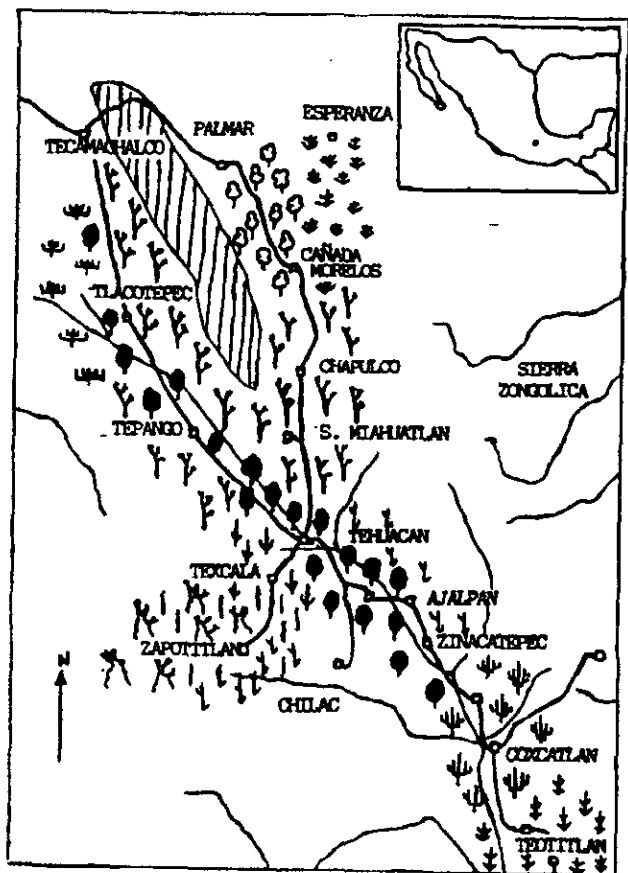 ESPERANZA
PALMAR
TECAMACHALCO
CAÑADA
MORELOS
TLACOTEPEC
CHAPULCO
SIERRA
ZONGOLICA
TEPANGO
S. MIAHUATLAN
TEHUACAN
TEXCALA
AJALPAN
ZINACATEPEC
ZAPOTITLAN
N
CHILAC
COXCATLAN
TEOTITLAN